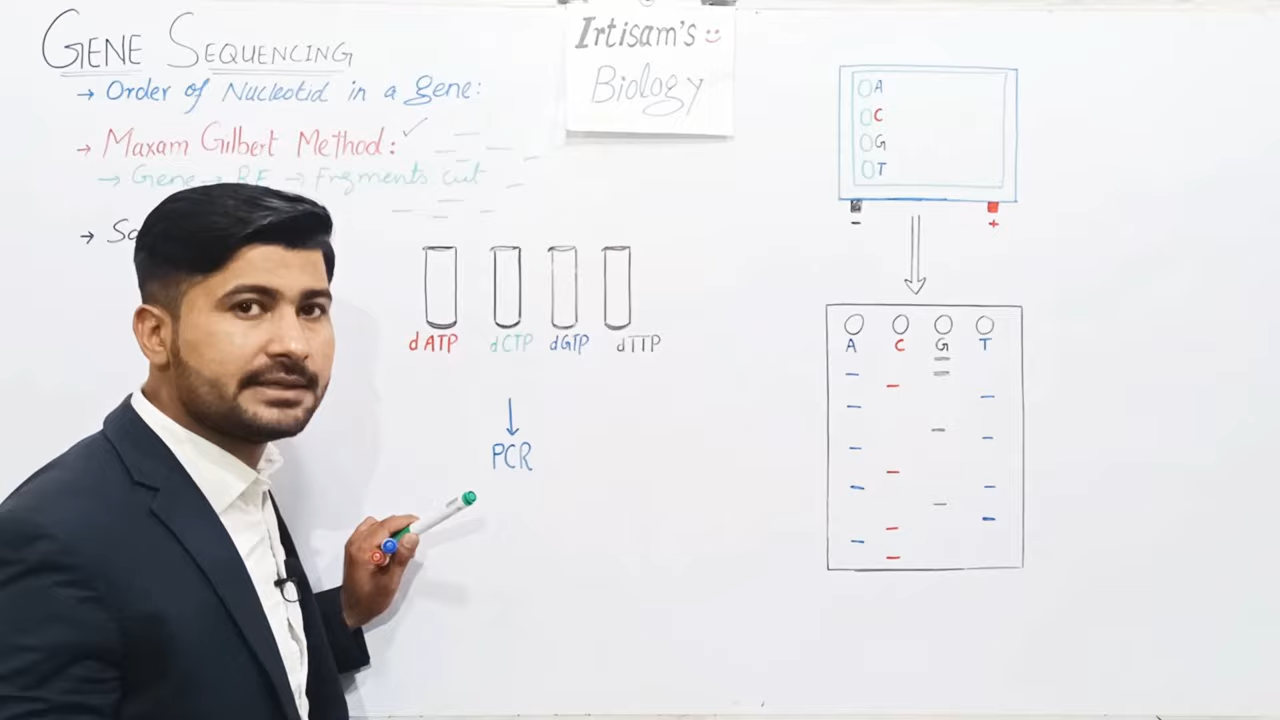 GENE SEQUENCING
→ Order of Nucleotid in a gene:
→ Maxam Gilbert Method: ✓
→ Gene → RE → Fragments cut
→
dATP dCTP dGTP dTTP
↓
PCR
Irtisam's
Biology
A
C
G
T
- +
A C G T